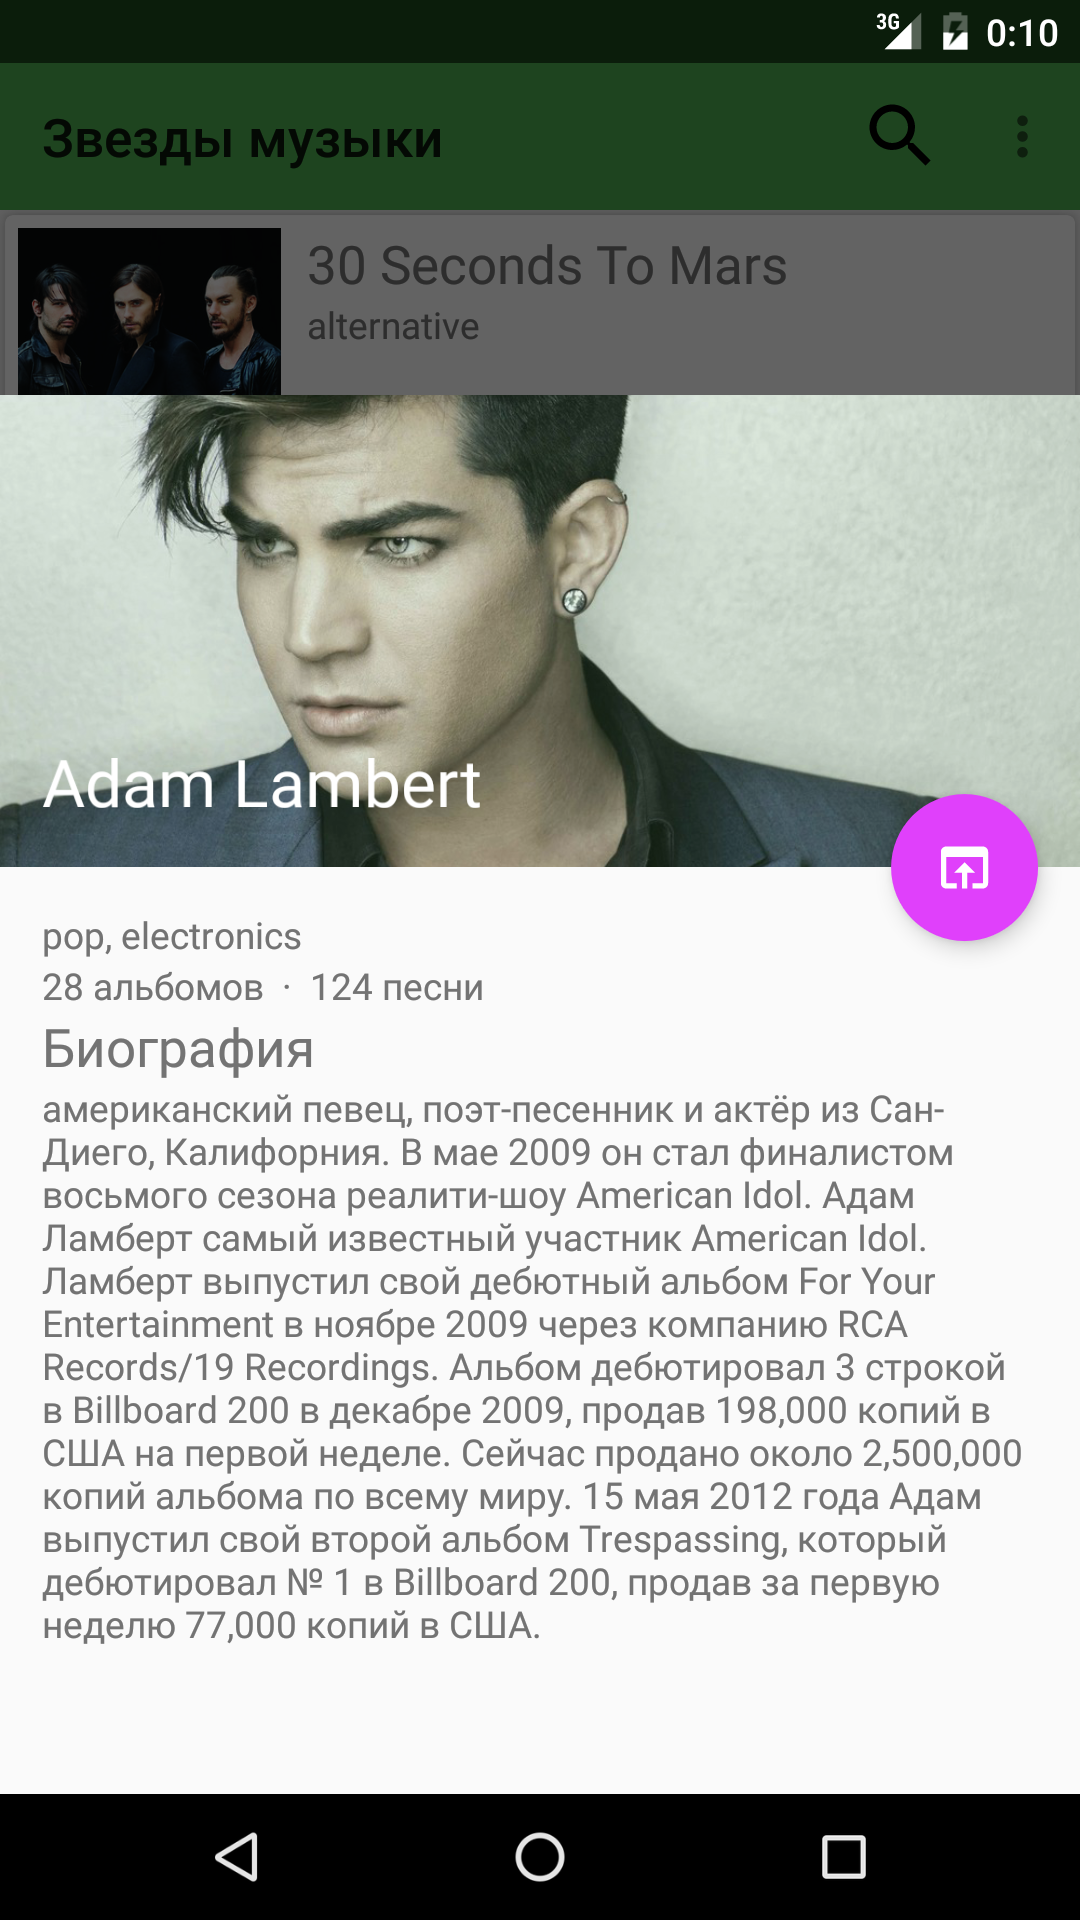 3G 0:10
Звезды музыки
30 Seconds To Mars
alternative
Adam Lambert
pop, electronics
28 альбомов · 124 песни
Биография
американский певец, поэт-песенник и актёр из Сан-
Диего, Калифорния. В мае 2009 он стал финалистом
восьмого сезона реалити-шоу American Idol. Адам
Ламберт самый известный участник American Idol.
Ламберт выпустил свой дебютный альбом For Your
Entertainment в ноябре 2009 через компанию RCA
Records/19 Recordings. Альбом дебютировал 3 строкой
в Billboard 200 в декабре 2009, продав 198,000 копий в
США на первой неделе. Сейчас продано около 2,500,000
копий альбома по всему миру. 15 мая 2012 года Адам
выпустил свой второй альбом Trespassing, который
дебютировал № 1 в Billboard 200, продав за первую
неделю 77,000 копий в США.